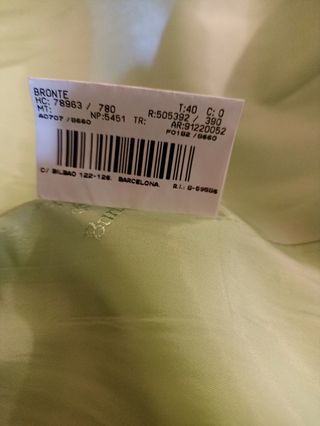 BRONTE
HC: 78963 / 780 T:40 C: 0
MT: R:505392 / 390
NP:5451 TR: AR:91220052
A0707 /8660 F0182 /8660
C/ BILBAO 122-126. BARCELONA.